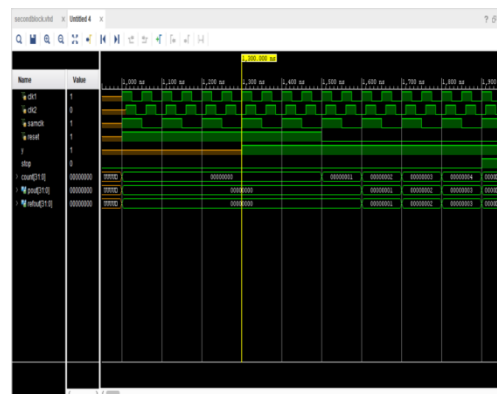 secondblock.vhd × Untitled 4 ×
1,300.000 ns
Name Value
1,000 ns 1,100 ns 1,200 ns 1,300 ns 1,400 ns 1,500 ns 1,600 ns 1,700 ns 1,800 ns 1,900
clk1 1
clk2 0
samclk 1
reset 1
y 1
stop 0
count[31:0] 00000000 00000000 00000001 00000002 00000003 00000004
pout[31:0] 00000000 00000000 00000001 00000002 00000003
refout[31:0] 00000000 00000000 00000001 00000002 00000003